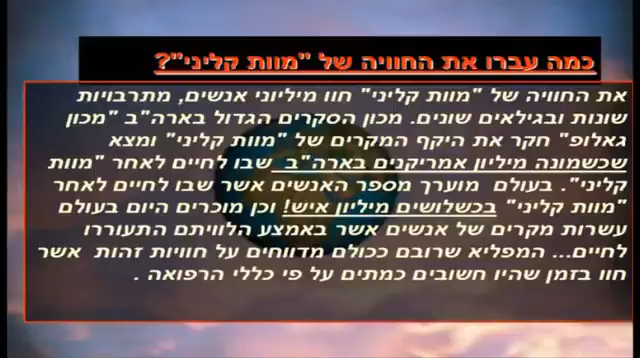 כמה עברו את החוויה של "מוות קליני"?
את החוויה של "מוות קליני" חוו מיליוני אנשים, מתרבויות
שונות ובגילאים שונים. מכון הסקרים הגדול בארה"ב "מכון
גאלופ" חקר את היקף המקרים של "מוות קליני" ומצא
שכשמונה מיליון אמריקנים בארה"ב שבו לחיים לאחר "מוות
קליני". בעולם מוערך מספר האנשים אשר שבו לחיים לאחר
"מוות קליני" בכשלושים מיליון איש! וכן מוכרים היום בעולם
עשרות מקרים של אנשים אשר באמצע הלוויתם התעוררו
לחיים... המפליא שרובם ככולם מדווחים על חוויות זהות אשר
חוו בזמן שהיו חשובים כמתים על פי כללי הרפואה .